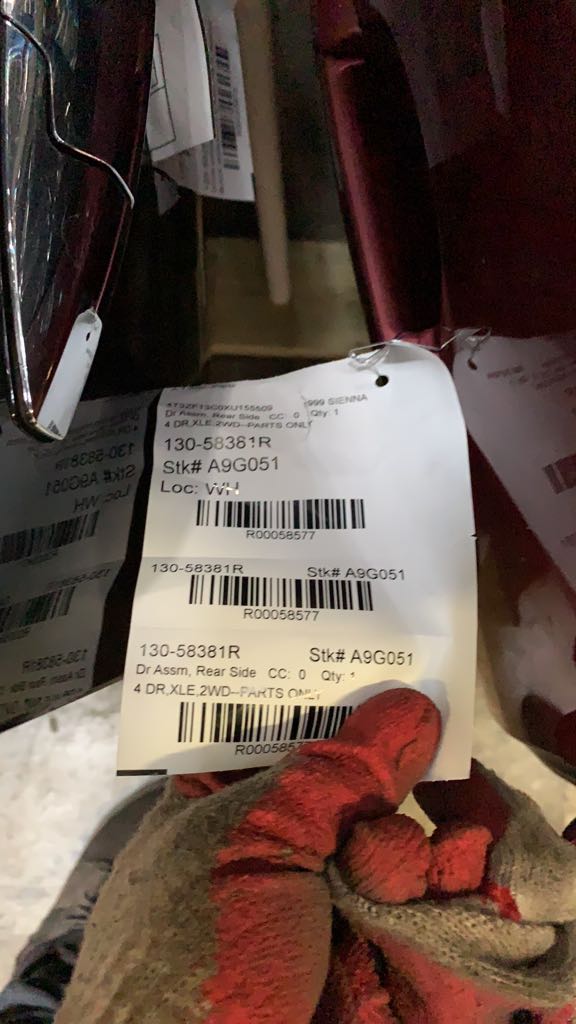 1999 SIENNA
Dr Assm, Rear Side CC: 0 Qty: 1
4 DR,XLE,2WD--PARTS ONLY
130-58381R
Stk# A9G051
Loc: WH
R00058577
130-58381R Stk# A9G051
R00058577
130-58381R Stk# A9G051
Dr Assm, Rear Side CC: 0 Qty: 1
4 DR,XLE,2WD--PARTS ONLY
R00058577